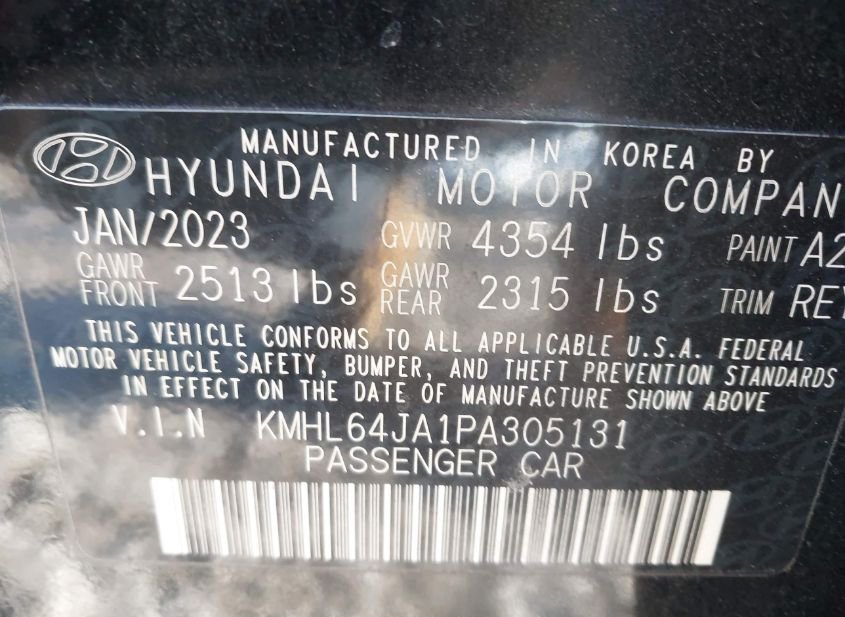 MANUFACTURED IN KOREA BY
HYUNDAI MOTOR COMPAN
JAN/2023 GVWR 4354 lbs PAINT A2
GAWR FRONT 2513 lbs GAWR REAR 2315 lbs TRIM REY
THIS VEHICLE CONFORMS TO ALL APPLICABLE U.S.A. FEDERAL
MOTOR VEHICLE SAFETY, BUMPER, AND THEFT PREVENTION STANDARDS
IN EFFECT ON THE DATE OF MANUFACTURE SHOWN ABOVE
V.I.N KMHL64JA1PA305131
PASSENGER CAR